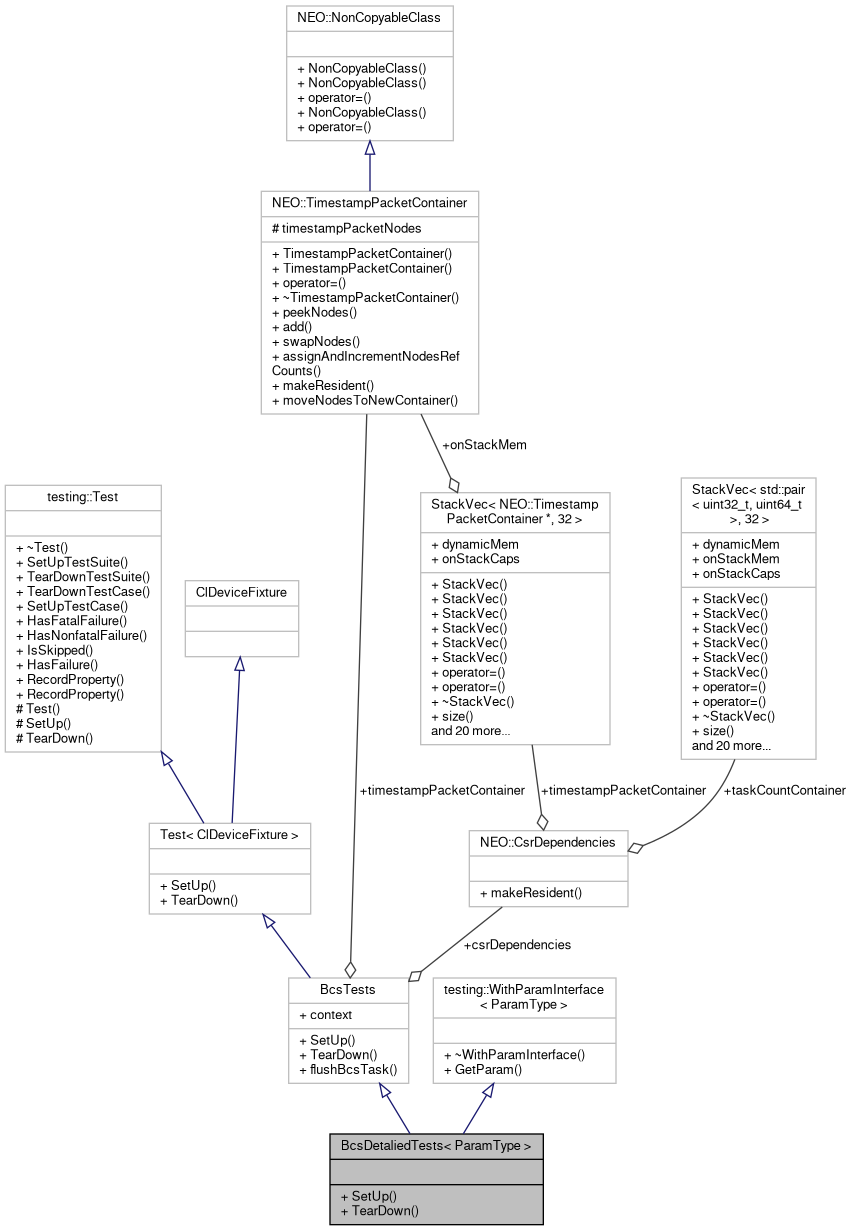 NEO::NonCopyableClass
+ NonCopyableClass()
+ NonCopyableClass()
+ operator=()
+ NonCopyableClass()
+ operator=()
NEO::TimestampPacketContainer
# timestampPacketNodes
+ TimestampPacketContainer()
+ TimestampPacketContainer()
+ operator=()
+ ~TimestampPacketContainer()
+ peekNodes()
+ add()
+ swapNodes()
+ assignAndIncrementNodesRef
Counts()
+ makeResident()
+ moveNodesToNewContainer()
+onStackMem
testing::Test
+ ~Test()
+ SetUpTestSuite()
+ TearDownTestSuite()
+ TearDownTestCase()
+ SetUpTestCase()
+ HasFatalFailure()
+ HasNonfatalFailure()
+ IsSkipped()
+ HasFailure()
+ RecordProperty()
+ RecordProperty()
# Test()
# SetUp()
# TearDown()
ClDeviceFixture
StackVec< NEO::Timestamp
PacketContainer *, 32 >
+ dynamicMem
+ onStackCaps
+ StackVec()
+ StackVec()
+ StackVec()
+ StackVec()
+ StackVec()
+ StackVec()
+ operator=()
+ operator=()
+ ~StackVec()
+ size()
and 20 more...
StackVec< std::pair
< uint32_t, uint64_t
>, 32 >
+ dynamicMem
+ onStackMem
+ onStackCaps
+ StackVec()
+ StackVec()
+ StackVec()
+ StackVec()
+ StackVec()
+ StackVec()
+ operator=()
+ operator=()
+ ~StackVec()
+ size()
and 20 more...
+timestampPacketContainer
+timestampPacketContainer
+taskCountContainer
Test< ClDeviceFixture >
+ SetUp()
+ TearDown()
NEO::CsrDependencies
+ makeResident()
+csrDependencies
BcsTests
+ context
+ SetUp()
+ TearDown()
+ flushBcsTask()
testing::WithParamInterface
< ParamType >
+ ~WithParamInterface()
+ GetParam()
BcsDetaliedTests< ParamType >
+ SetUp()
+ TearDown()